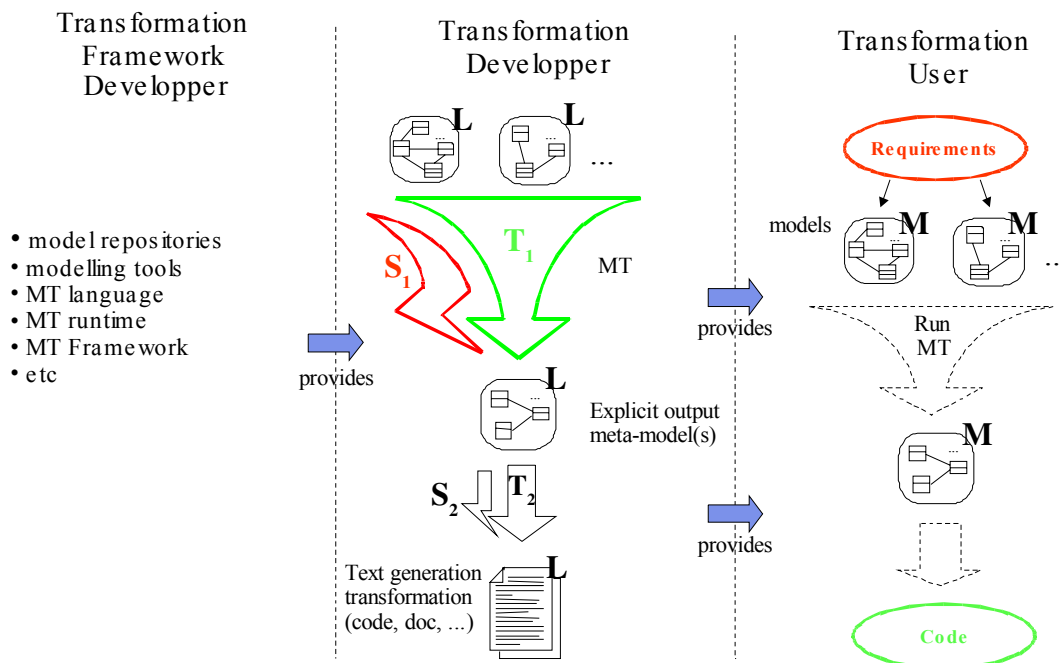 Transformation
Framework
Developper
• model repositories
• modelling tools
• MT language
• MT runtime
• MT Framework
• etc
provides
Transformation
Developper
L
L
...
...
...
T1
S1
MT
L
...
Explicit output
meta-model(s)
S2
T2
L
Text generation
transformation
(code, doc, ...)
provides
provides
Transformation
User
Requirements
models
M
M
...
...
...
Run
MT
M
...
Code